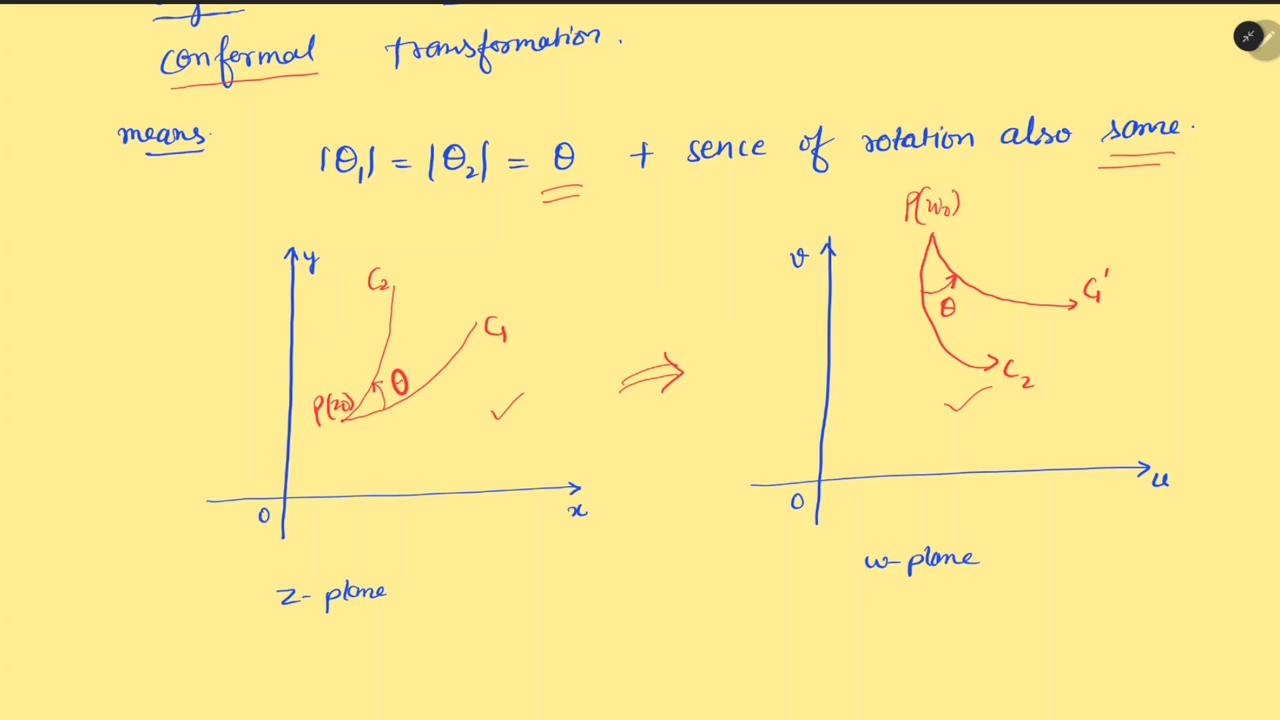 conformal transformation.
means.
|θ₁| = |θ₂| = θ + sence of rotation also same.
P(w₀)
y
v
C₂
C₁'
θ
C₁
θ
C₂
P(z₀)
u
0
x
0
w-plane
Z-plane